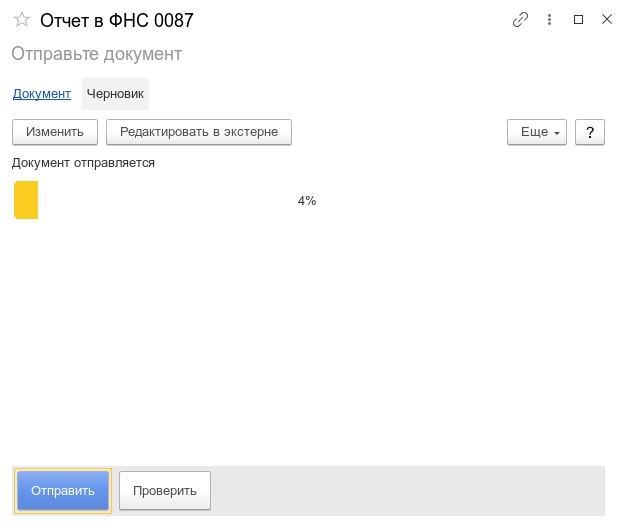 Отчет в ФНС 0087
Отправьте документ
Документ Черновик
Изменить Редактировать в экстерне Еще ?
Документ отправляется
4%
Отправить Проверить